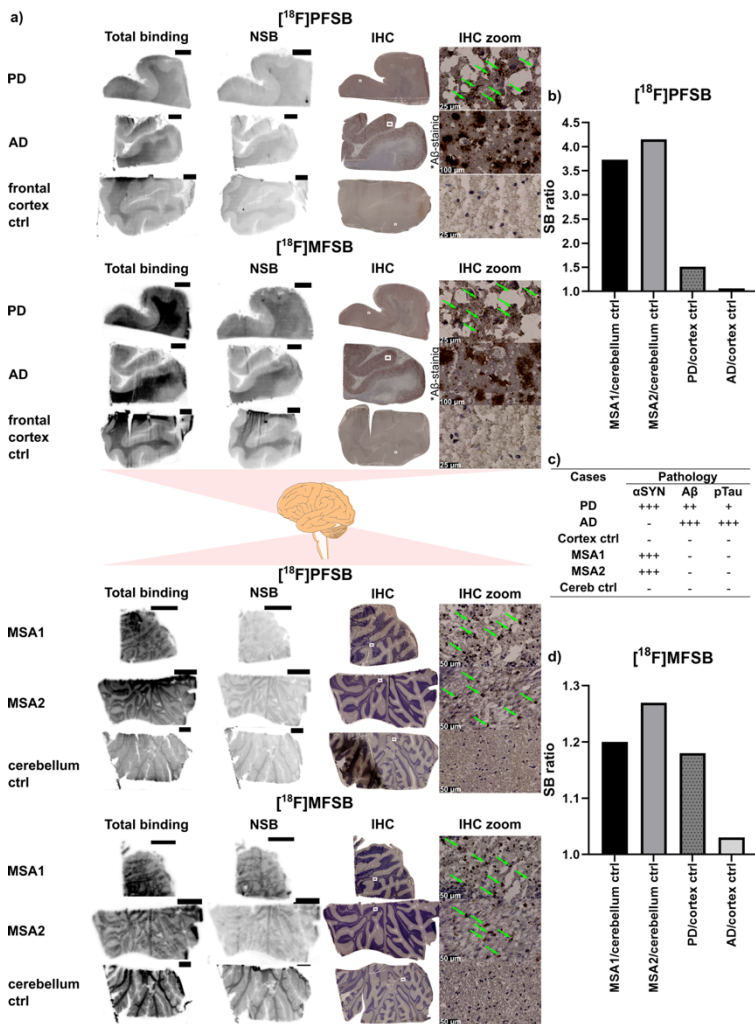 a)
[¹⁸F]PFSB
Total binding NSB IHC IHC zoom
PD
25 µm
AD
*Aβ-stainig
100 µm
frontal
cortex
ctrl
25 µm
[¹⁸F]MFSB
Total binding NSB IHC IHC zoom
PD
25 µm
AD
*Aβ-stainig
100 µm
frontal
cortex
ctrl
25 µm
[¹⁸F]PFSB
Total binding NSB IHC IHC zoom
MSA1
50 µm
MSA2
50 µm
cerebellum
ctrl
50 µm
[¹⁸F]MFSB
Total binding NSB IHC IHC zoom
MSA1
50 µm
MSA2
50 µm
cerebellum
ctrl
50 µm
b)
[¹⁸F]PFSB
SB ratio
4.5
4.0
3.5
3.0
2.5
2.0
1.5
1.0
MSA1/cerebellum ctrl
MSA2/cerebellum ctrl
PD/cortex ctrl
AD/cortex ctrl
c)
Cases Pathology
αSYN Aβ pTau
PD +++ ++ +
AD - +++ +++
Cortex ctrl - - -
MSA1 +++ - -
MSA2 +++ - -
Cereb ctrl - - -
d)
[¹⁸F]MFSB
SB ratio
1.3
1.2
1.1
1.0
MSA1/cerebellum ctrl
MSA2/cerebellum ctrl
PD/cortex ctrl
AD/cortex ctrl